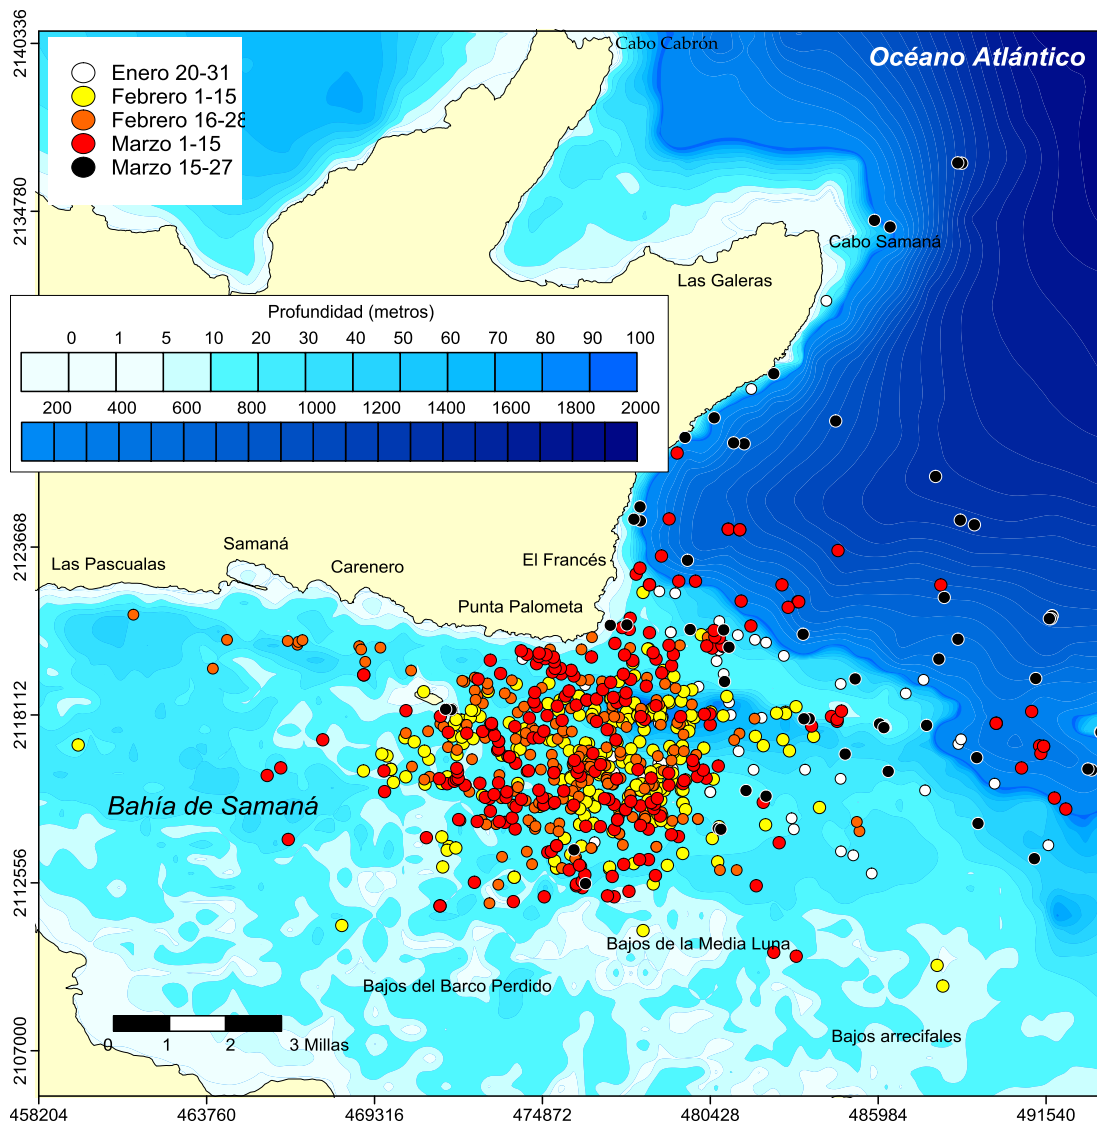 Cabo Cabrón
Océano Atlántico
Enero 20-31
Febrero 1-15
Febrero 16-28
Marzo 1-15
Marzo 15-27
Cabo Samaná
Las Galeras
Profundidad (metros)
0 1 5 10 20 30 40 50 60 70 80 90 100
200 400 600 800 1000 1200 1400 1600 1800 2000
Samaná
Las Pascualas
Carenero
El Francés
Punta Palometa
Bahía de Samaná
Bajos de la Media Luna
Bajos del Barco Perdido
Bajos arrecifales
0 1 2 3 Millas
2140336
2134780
2123668
2118112
2112556
2107000
458204 463760 469316 474872 480428 485984 491540